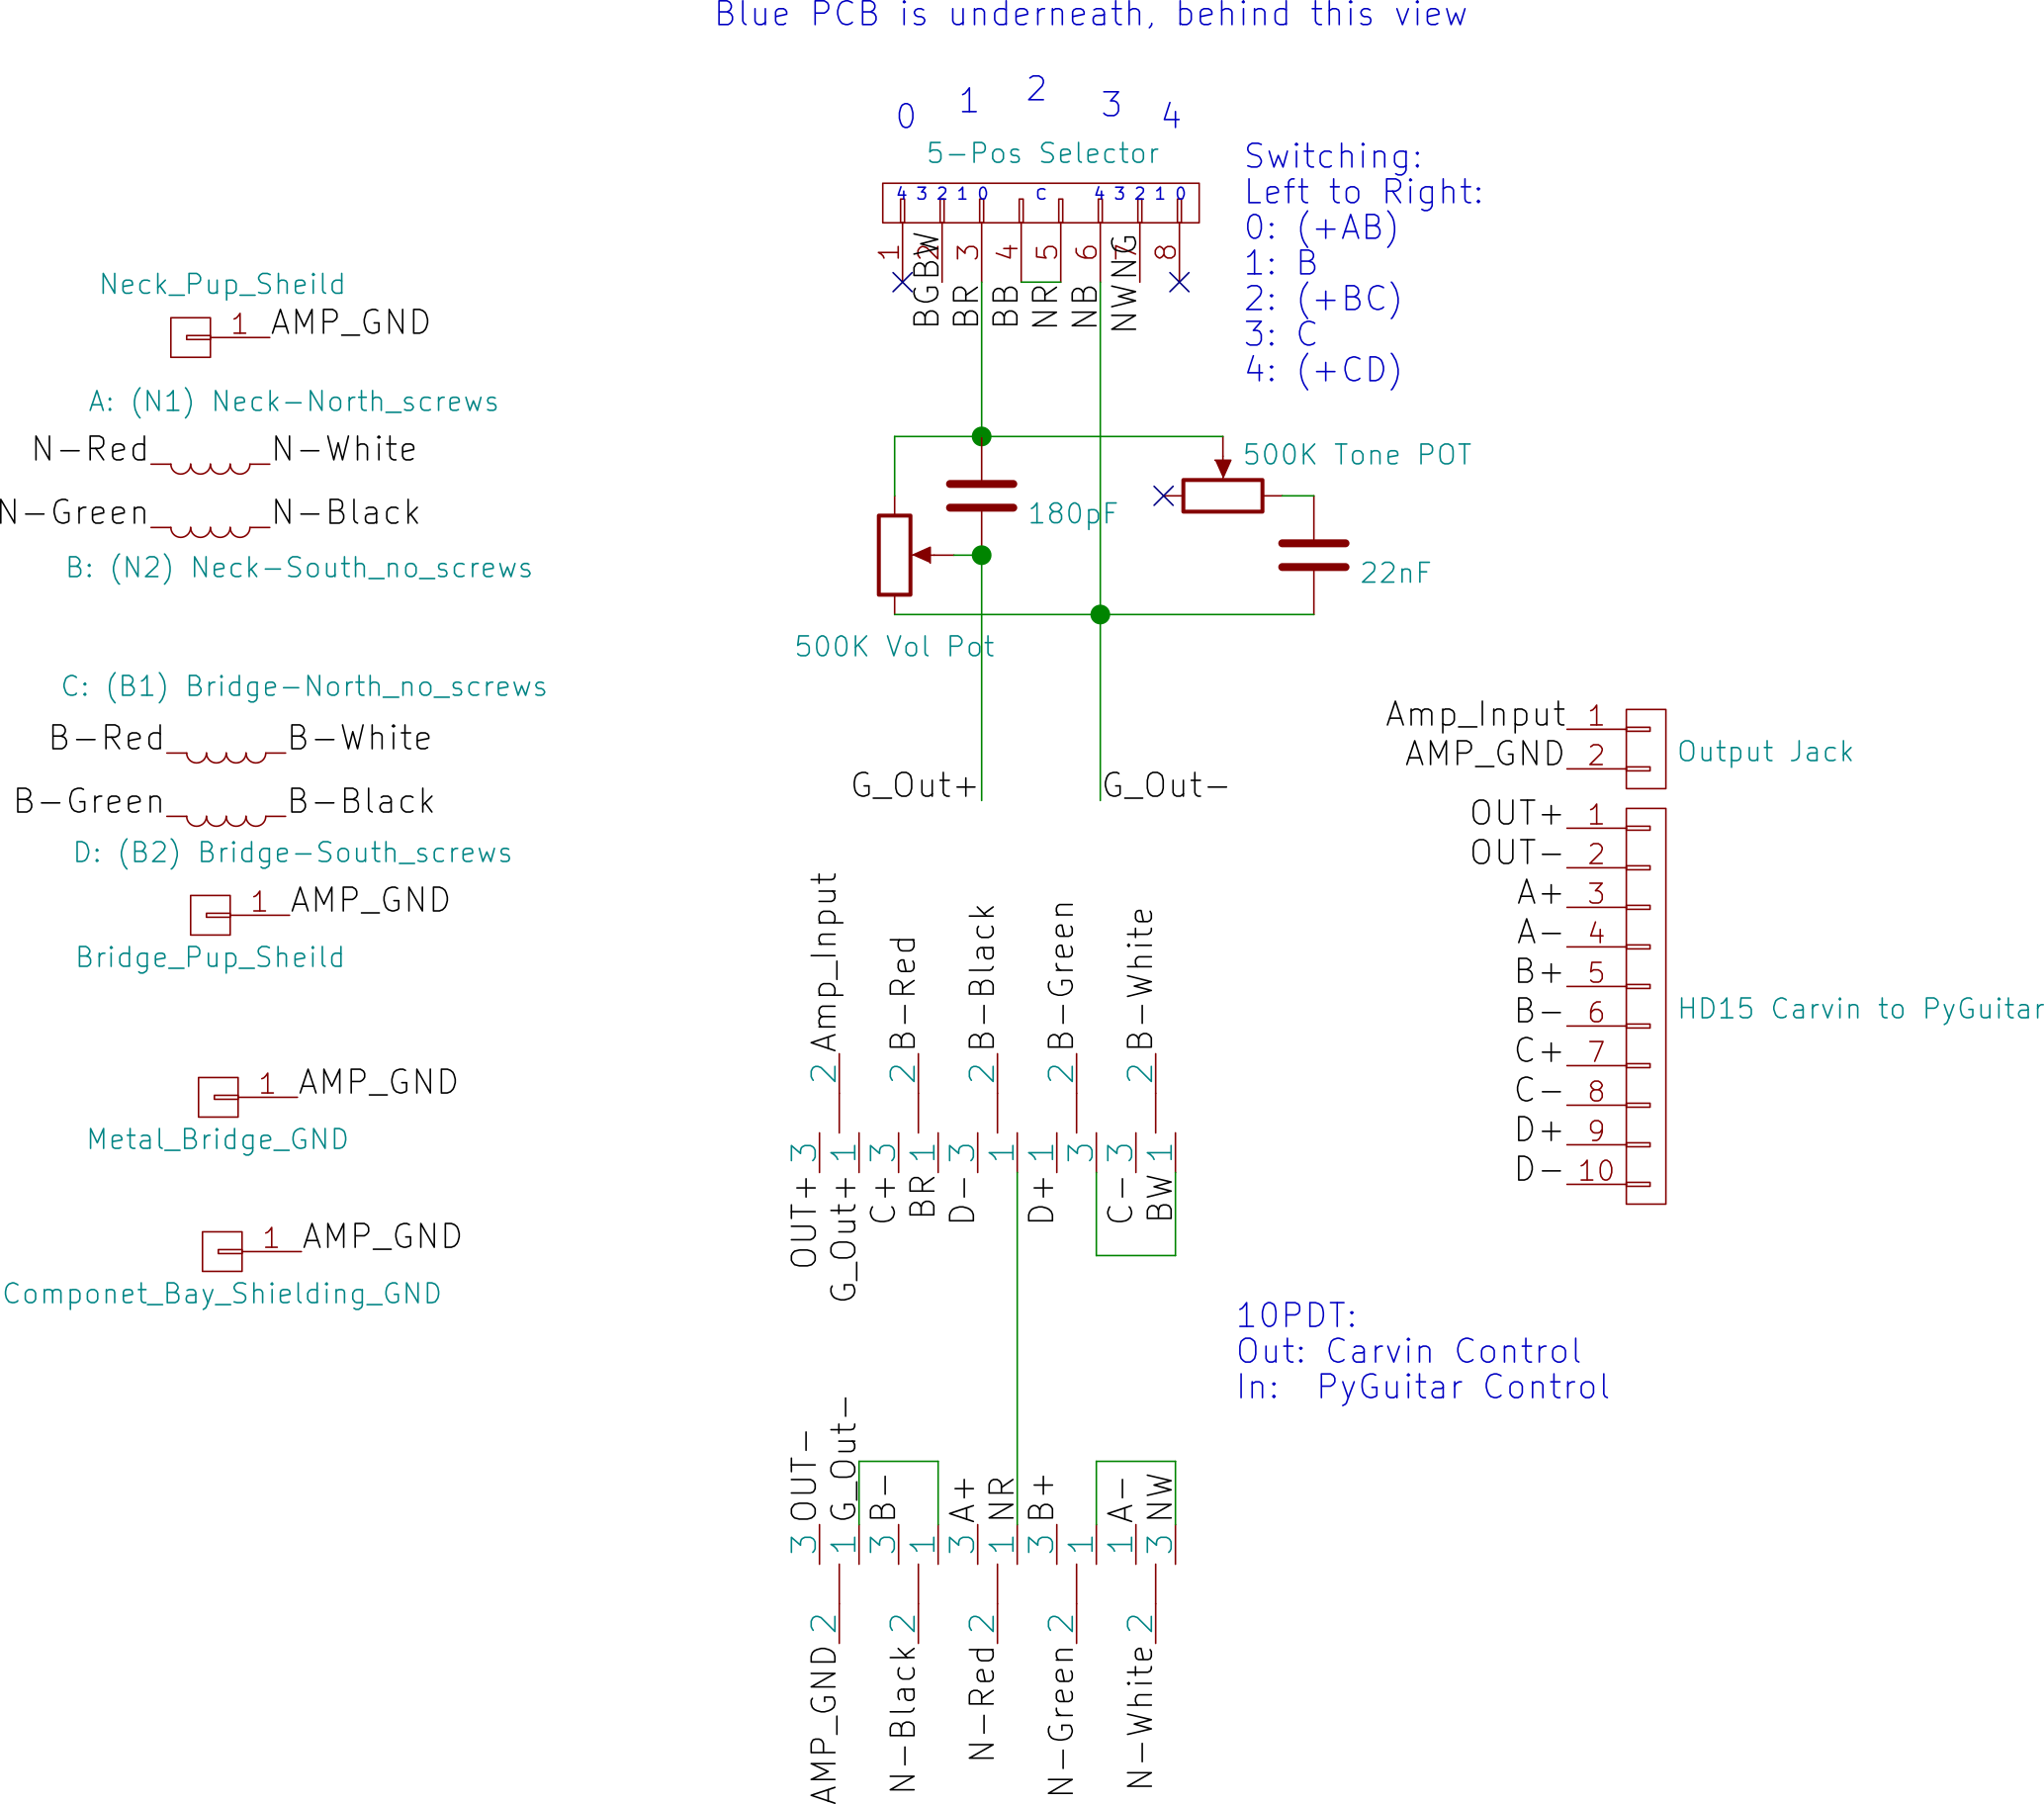 Blue PCB is underneath, behind this view
0 1 2 3 4
5-Pos Selector
4 3 2 1 0 C 4 3 2 1 0
1 2 3 4 5 6 7 8
BGBW
BR
BB
NR
NB
NWNG
Switching:
Left to Right:
0: (+AB)
1: B
2: (+BC)
3: C
4: (+CD)
Neck_Pup_Sheild
1 AMP_GND
A: (N1) Neck-North_screws
N-Red N-White
N-Green N-Black
B: (N2) Neck-South_no_screws
C: (B1) Bridge-North_no_screws
B-Red B-White
B-Green B-Black
D: (B2) Bridge-South_screws
1 AMP_GND
Bridge_Pup_Sheild
1 AMP_GND
Metal_Bridge_GND
1 AMP_GND
Componet_Bay_Shielding_GND
500K Tone POT
180pF
22nF
500K Vol Pot
G_Out+ G_Out-
Amp_Input 1
AMP_GND 2
Output Jack
OUT+ 1
OUT- 2
A+ 3
A- 4
B+ 5
B- 6
C+ 7
C- 8
D+ 9
D- 10
HD15 Carvin to PyGuitar
Amp_Input B-Red B-Black B-Green B-White
2 2 2 2 2
3 1 3 1 3 1 1 3 3 1
OUT+ G_Out+ C+ BR D- D+ C- BW
10PDT:
Out: Carvin Control
In:  PyGuitar Control
OUT- G_Out- B- A+ NR B+ A- NW
3 1 3 1 3 1 3 1 1 3
2 2 2 2 2
AMP_GND N-Black N-Red N-Green N-White